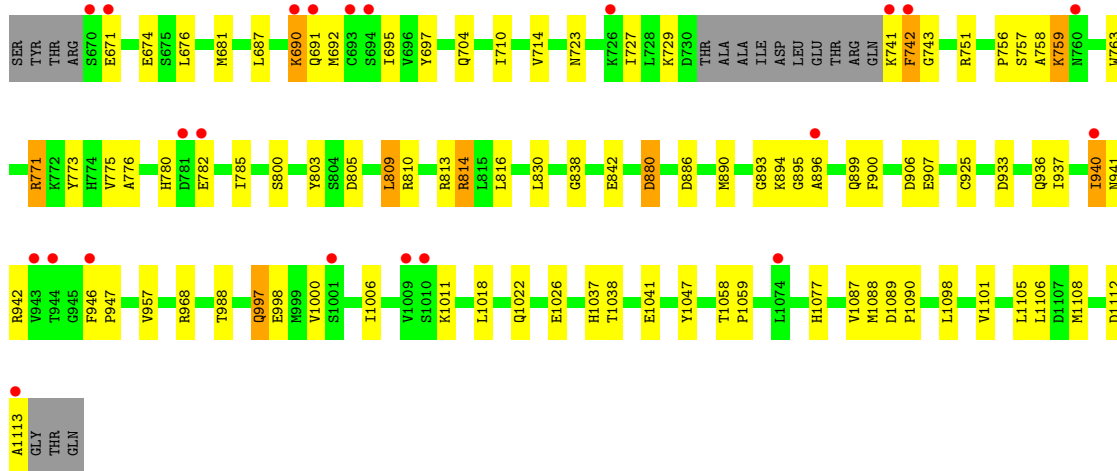 SER TYR THR ARG S670 E671 E674 S675 L676 M681 L687 K690 Q691 M692 C693 S694 I695 V696 Y697 Q704 I710 V714 N723 K726 I727 L728 K729 D730 THR ALA ALA ILE ASP LEU GLU THR ARG GLN K741 F742 G743 R751 P756 S757 A758 K759 N760 W763
R771 K772 Y773 H774 V775 A776 H780 D781 E782 I785 S800 Y803 S804 D805 L809 R810 R813 R814 L815 L816 L830 G838 E842 D880 D886 M890 G893 K894 G895 A896 Q899 F900 D906 E907 C925 D933 Q936 I937 I940 N941
R942 V943 T944 G945 F946 P947 V957 R968 T988 Q997 E998 M999 V1000 S1001 I1006 V1009 S1010 K1011 L1018 Q1022 E1026 H1037 T1038 E1041 Y1047 T1058 P1059 L1074 H1077 V1087 M1088 D1089 P1090 L1098 V1101 L1105 L1106 D1107 M1108 D1112
A1113 GLY THR GLN